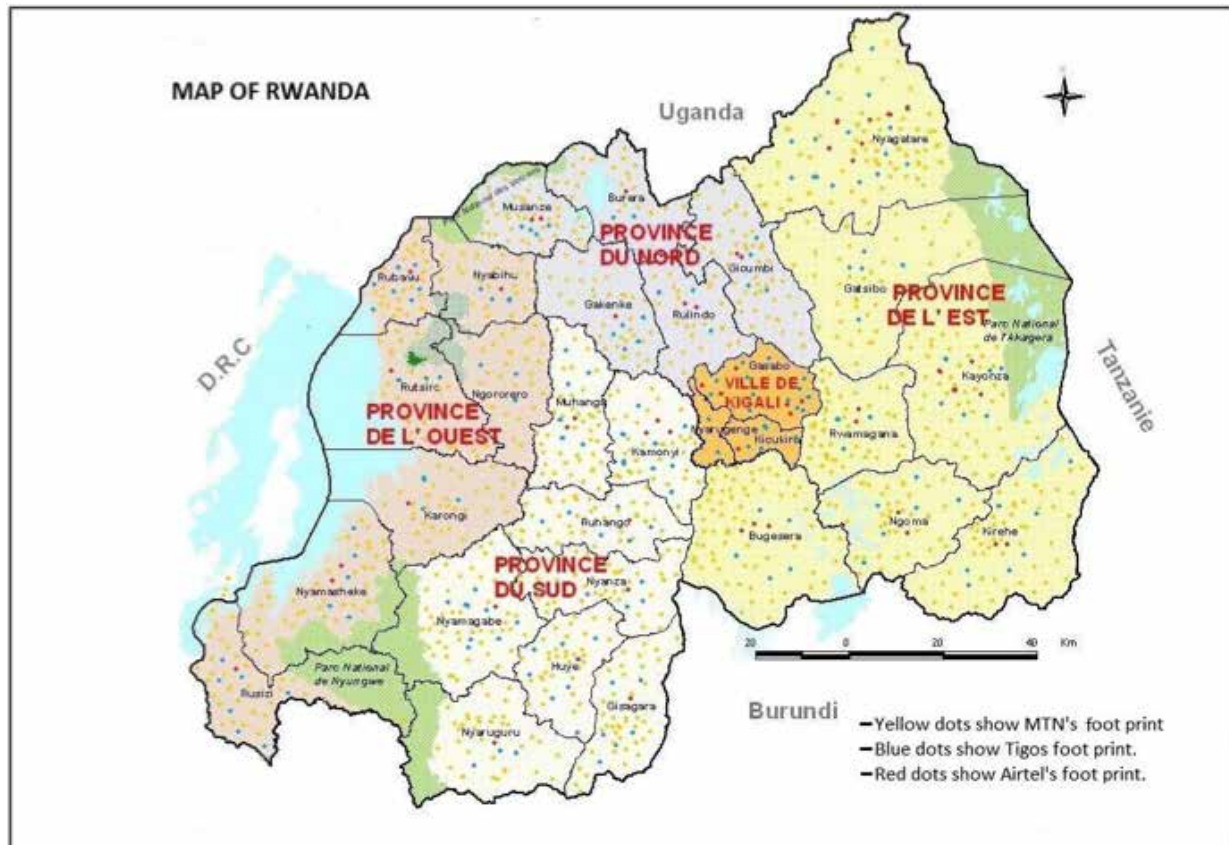 MAP OF RWANDA
Uganda
Nyagatare
Burera
Musanze
PROVINCE
DU NORD
Gicumbi
Rubavu
Nyabihu
Gatsibo
PROVINCE
DE L' EST
Gakenke
Rulindo
Parc National
de l'Akagera
D.R.C
Tanzanie
Gasabo
VILLE DE
KIGALI
Kayonza
Rutsiro
Ngororero
Muhanga
PROVINCE
DE L' OUEST
Nyarugenge
Kicukiro
Rwamagana
Kamonyi
Karongi
Ruhango
Bugesera
Ngoma
Kirehe
PROVINCE
DU SUD
Nyanza
Nyamasheke
Nyamagabe
20 0 20 40 Km
Parc National
de Nyungwe
Huye
Rusizi
Gisagara
Burundi
Nyaruguru
–Yellow dots show MTN's foot print
–Blue dots show Tigos foot print.
–Red dots show Airtel's foot print.